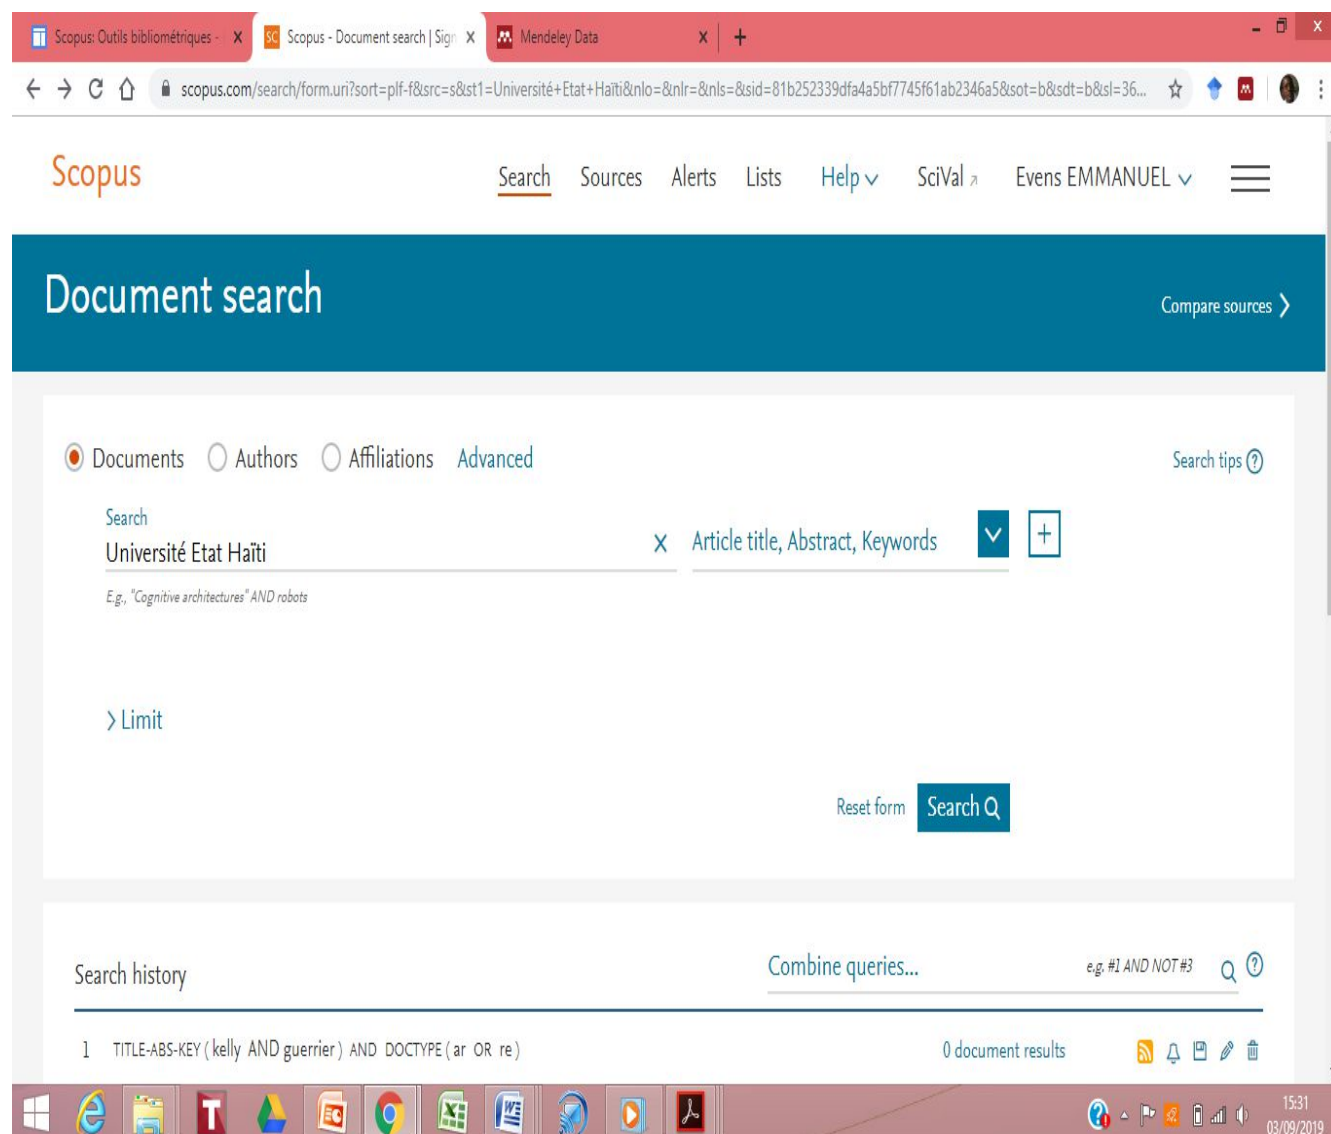 Scopus: Outils bibliométriques - Scopus - Document search | Sign Mendeley Data
scopus.com/search/form.uri?sort=plf-f&src=s&st1=Université+Etat+Haïti&nlo=&nlr=&nls=&sid=81b252339dfa4a5bf7745f61ab2346a5&sot=b&sdt=b&sl=36...
Scopus Search Sources Alerts Lists Help SciVal Evens EMMANUEL
Document search
Compare sources
Documents Authors Affiliations Advanced Search tips
Search
Université Etat Haïti Article title, Abstract, Keywords
E.g., "Cognitive architectures" AND robots
Limit
Reset form Search
Search history Combine queries... e.g. #1 AND NOT #3
1 TITLE-ABS-KEY ( kelly AND guerrier ) AND DOCTYPE ( ar OR re ) 0 document results
15:31
03/09/2019